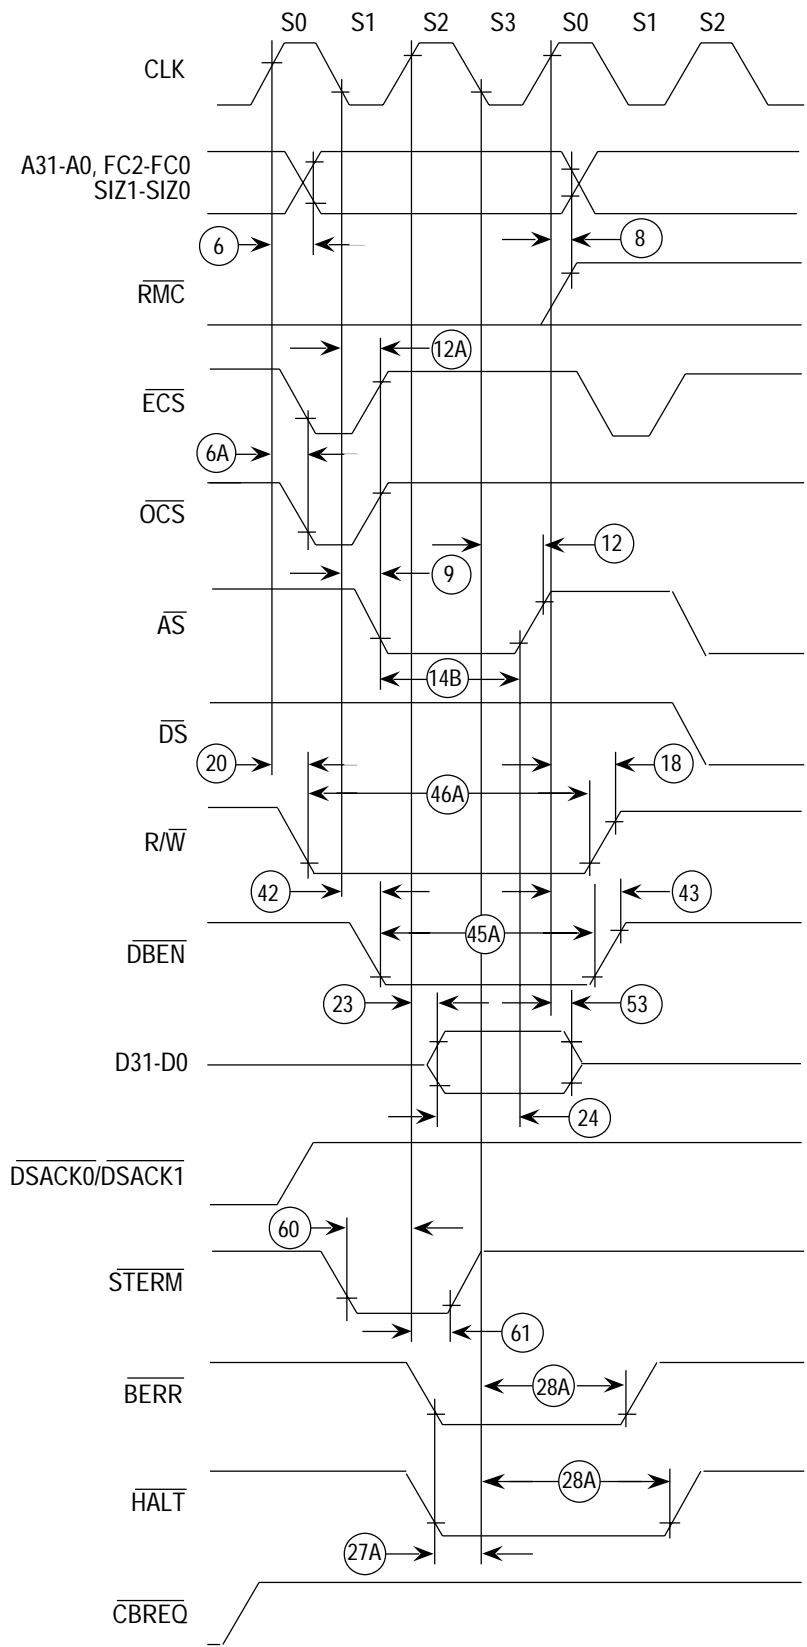 S0 S1 S2 S3 S0 S1 S2
CLK
A31-A0, FC2-FC0
SIZ1-SIZ0
6 8
RMC
12A
ECS
6A
OCS
12
9
AS
14B
DS
20 18
46A
R/W
42 43
45A
DBEN
23 53
D31-D0
24
DSACK0/DSACK1
60
STERM
61
28A
BERR
28A
HALT
27A
CBREQ